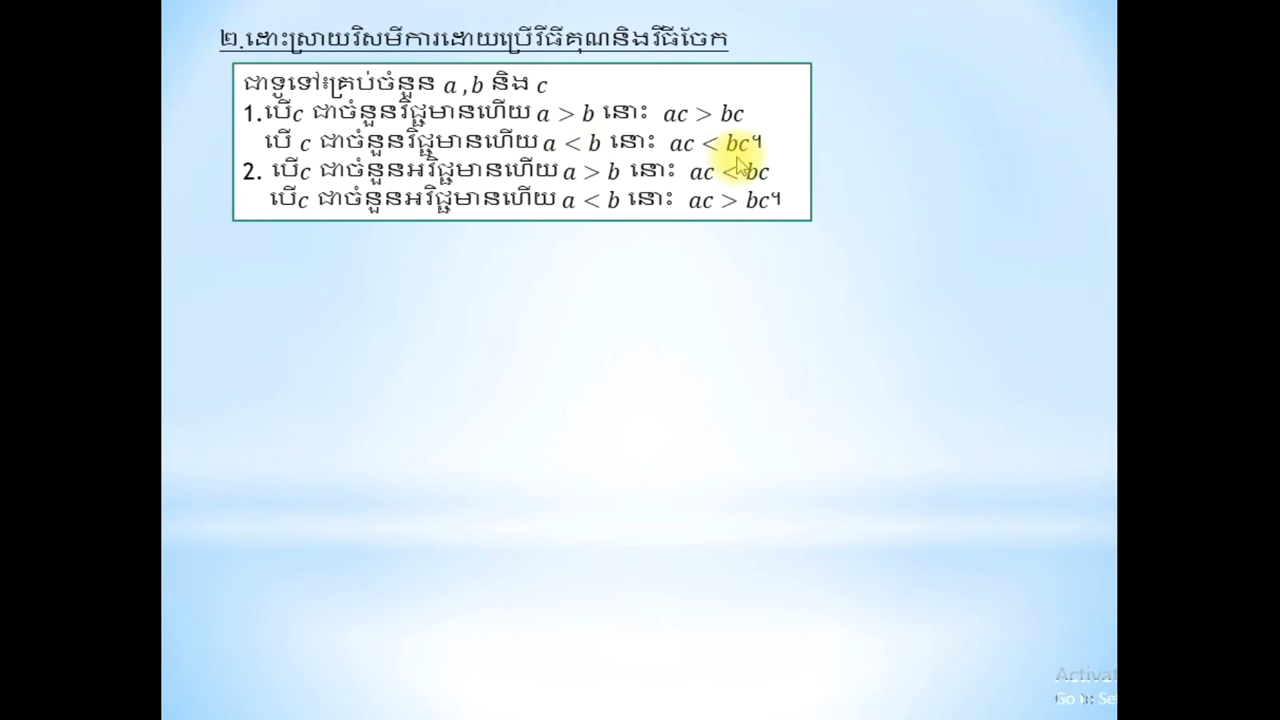 ២.ដោះស្រាយវិសមីការដោយប្រើវីធីគុណនិងវីធីចែក
ជាទូទៅ៖គ្រប់ចំនួន a ,b និង c
1.បើc ជាចំនួនវិជ្ជមានហើយ a > b នោះ ac > bc
បើ c ជាចំនួនវិជ្ជមានហើយ a < b នោះ ac < bc។
2. បើc ជាចំនួនអវិជ្ជមានហើយ a > b នោះ ac < bc
បើc ជាចំនួនអវិជ្ជមានហើយ a < b នោះ ac > bc។
Activat
Go to Se